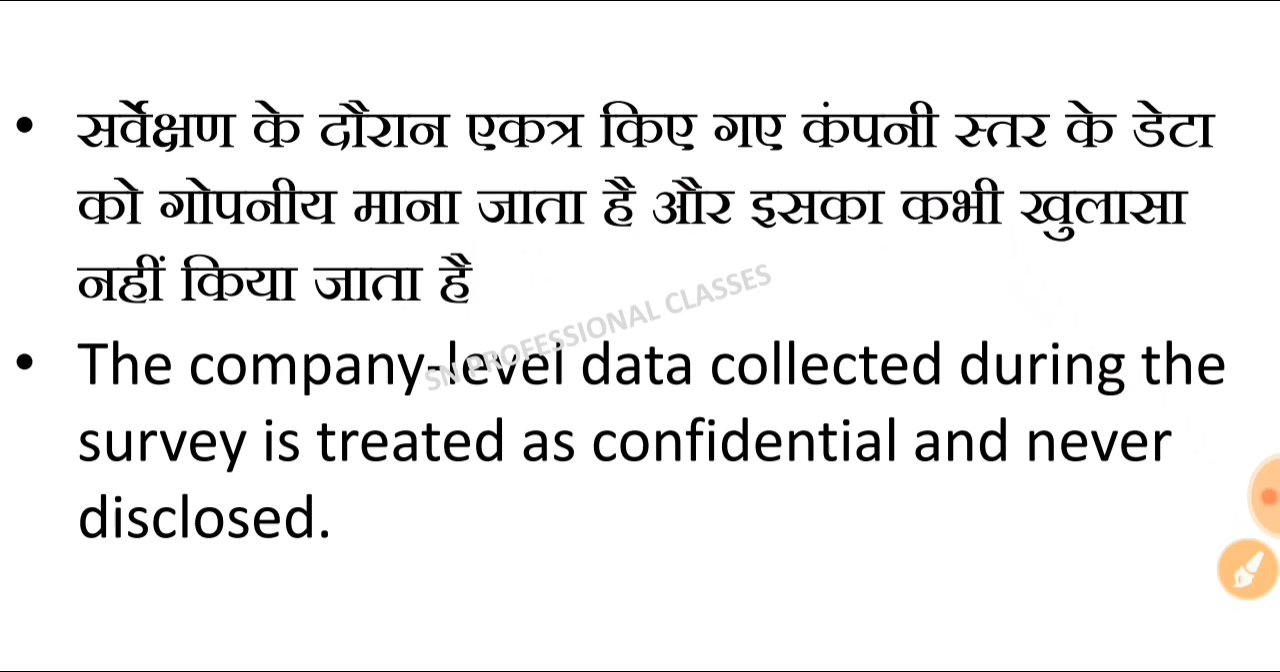 • सर्वेक्षण के दौरान एकत्र किए गए कंपनी स्तर के डेटा
को गोपनीय माना जाता है और इसका कभी खुलासा
नहीं किया जाता है
SN PROFESSIONAL CLASSES
• The company-level data collected during the
survey is treated as confidential and never
disclosed.